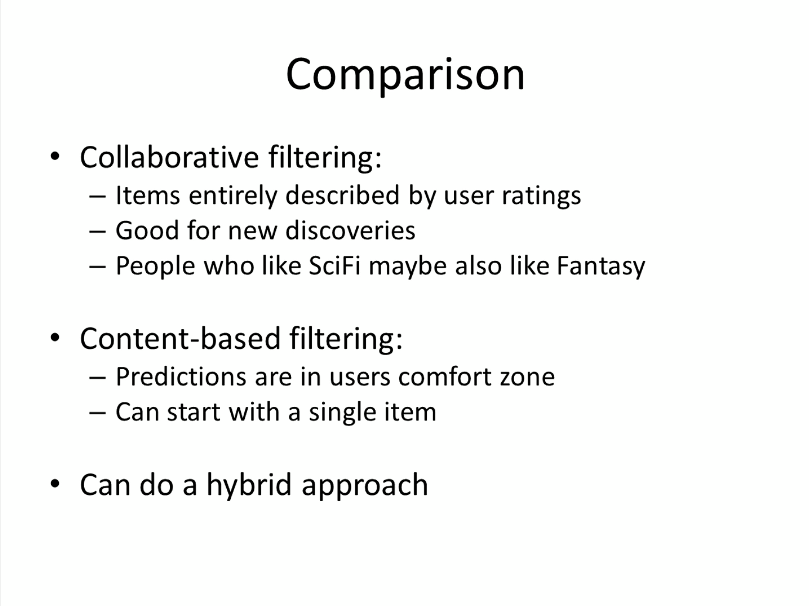 Comparison
• Collaborative filtering:
– Items entirely described by user ratings
– Good for new discoveries
– People who like SciFi maybe also like Fantasy
• Content-based filtering:
– Predictions are in users comfort zone
– Can start with a single item
• Can do a hybrid approach